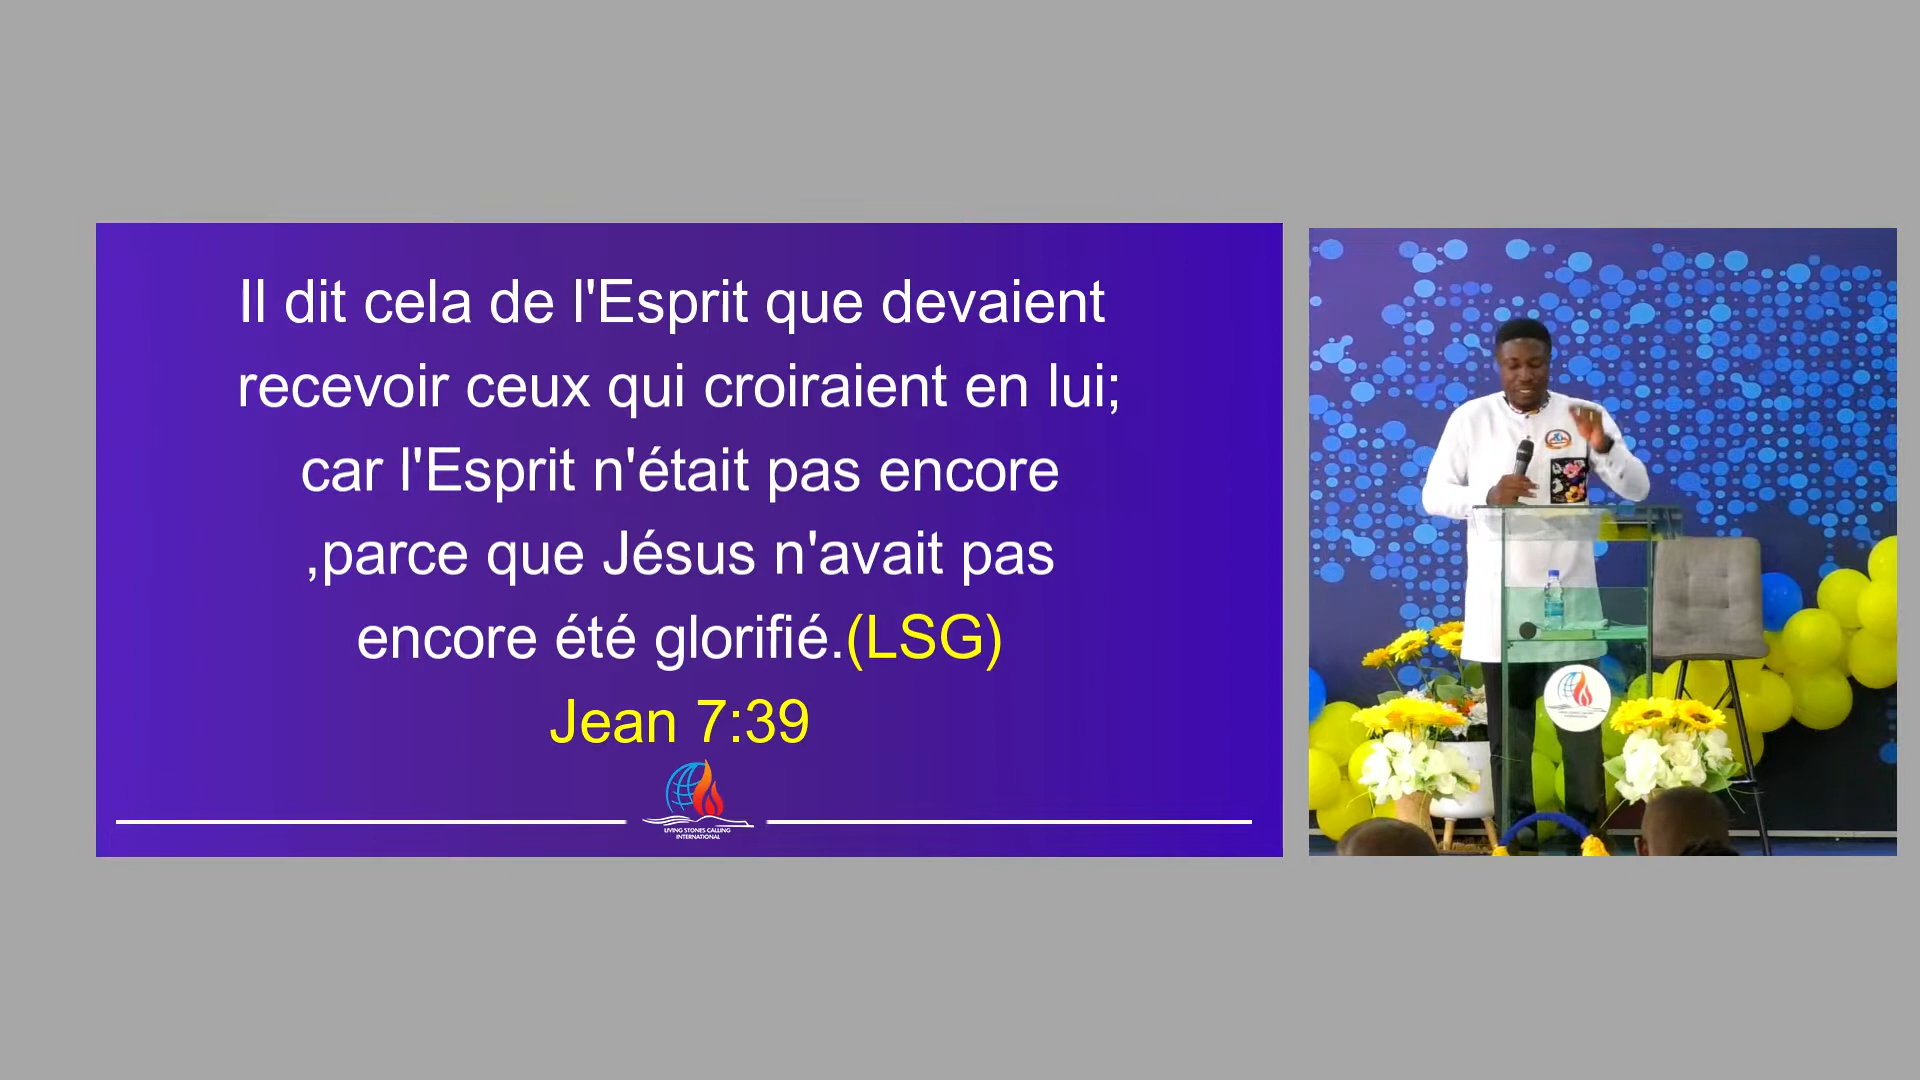 Il dit cela de l'Esprit que devaient
recevoir ceux qui croiraient en lui;
car l'Esprit n'était pas encore
,parce que Jésus n'avait pas
encore été glorifié.(LSG)
Jean 7:39
LIVING STONES CALLING
INTERNATIONAL